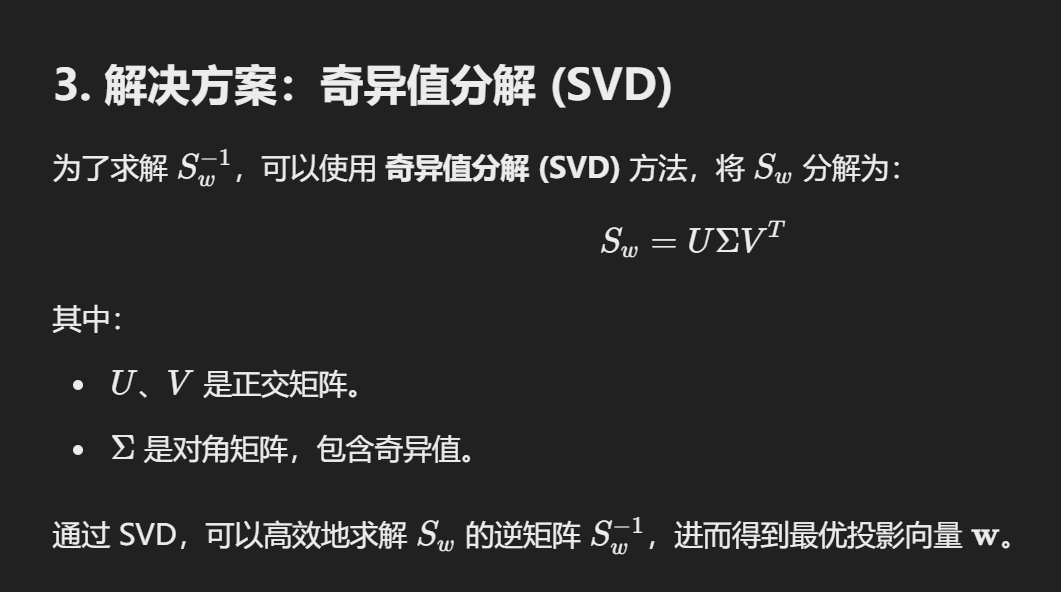 3. 解决方案：奇异值分解 (SVD)
为了求解 $S_w^{-1}$，可以使用 奇异值分解 (SVD) 方法，将 $S_w$ 分解为：
$S_w = U\Sigma V^T$
其中：
• $U$、$V$ 是正交矩阵。
• $\Sigma$ 是对角矩阵，包含奇异值。
通过 SVD，可以高效地求解 $S_w$ 的逆矩阵 $S_w^{-1}$，进而得到最优投影向量 $\mathbf{w}$。